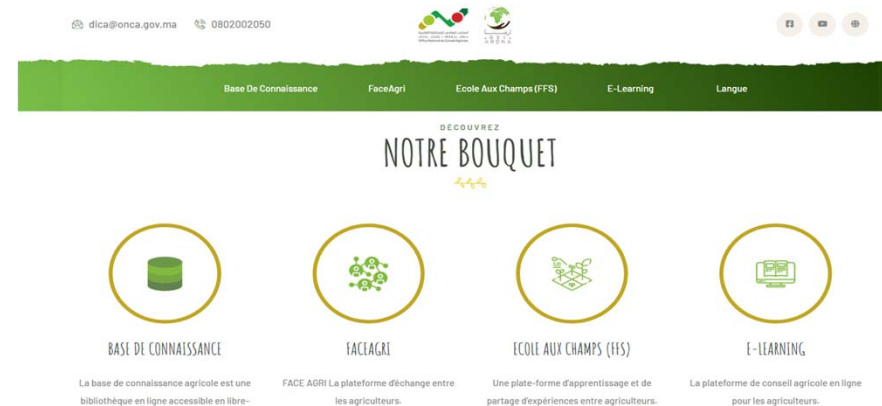 dica@onca.gov.ma 0802002050
Base De Connaissance FaceAgri Ecole Aux Champs (FFS) E-Learning Langue
DÉCOUVREZ
NOTRE BOUQUET
BASE DE CONNAISSANCE
La base de connaissance agricole est une
bibliothèque en ligne accessible en libre-
FACEAGRI
FACE AGRI La plateforme d'échange entre
les agriculteurs.
ECOLE AUX CHAMPS (FFS)
Une plate-forme d'apprentissage et de
partage d'expériences entre agriculteurs.
E-LEARNING
La plateforme de conseil agricole en ligne
pour les agriculteurs.